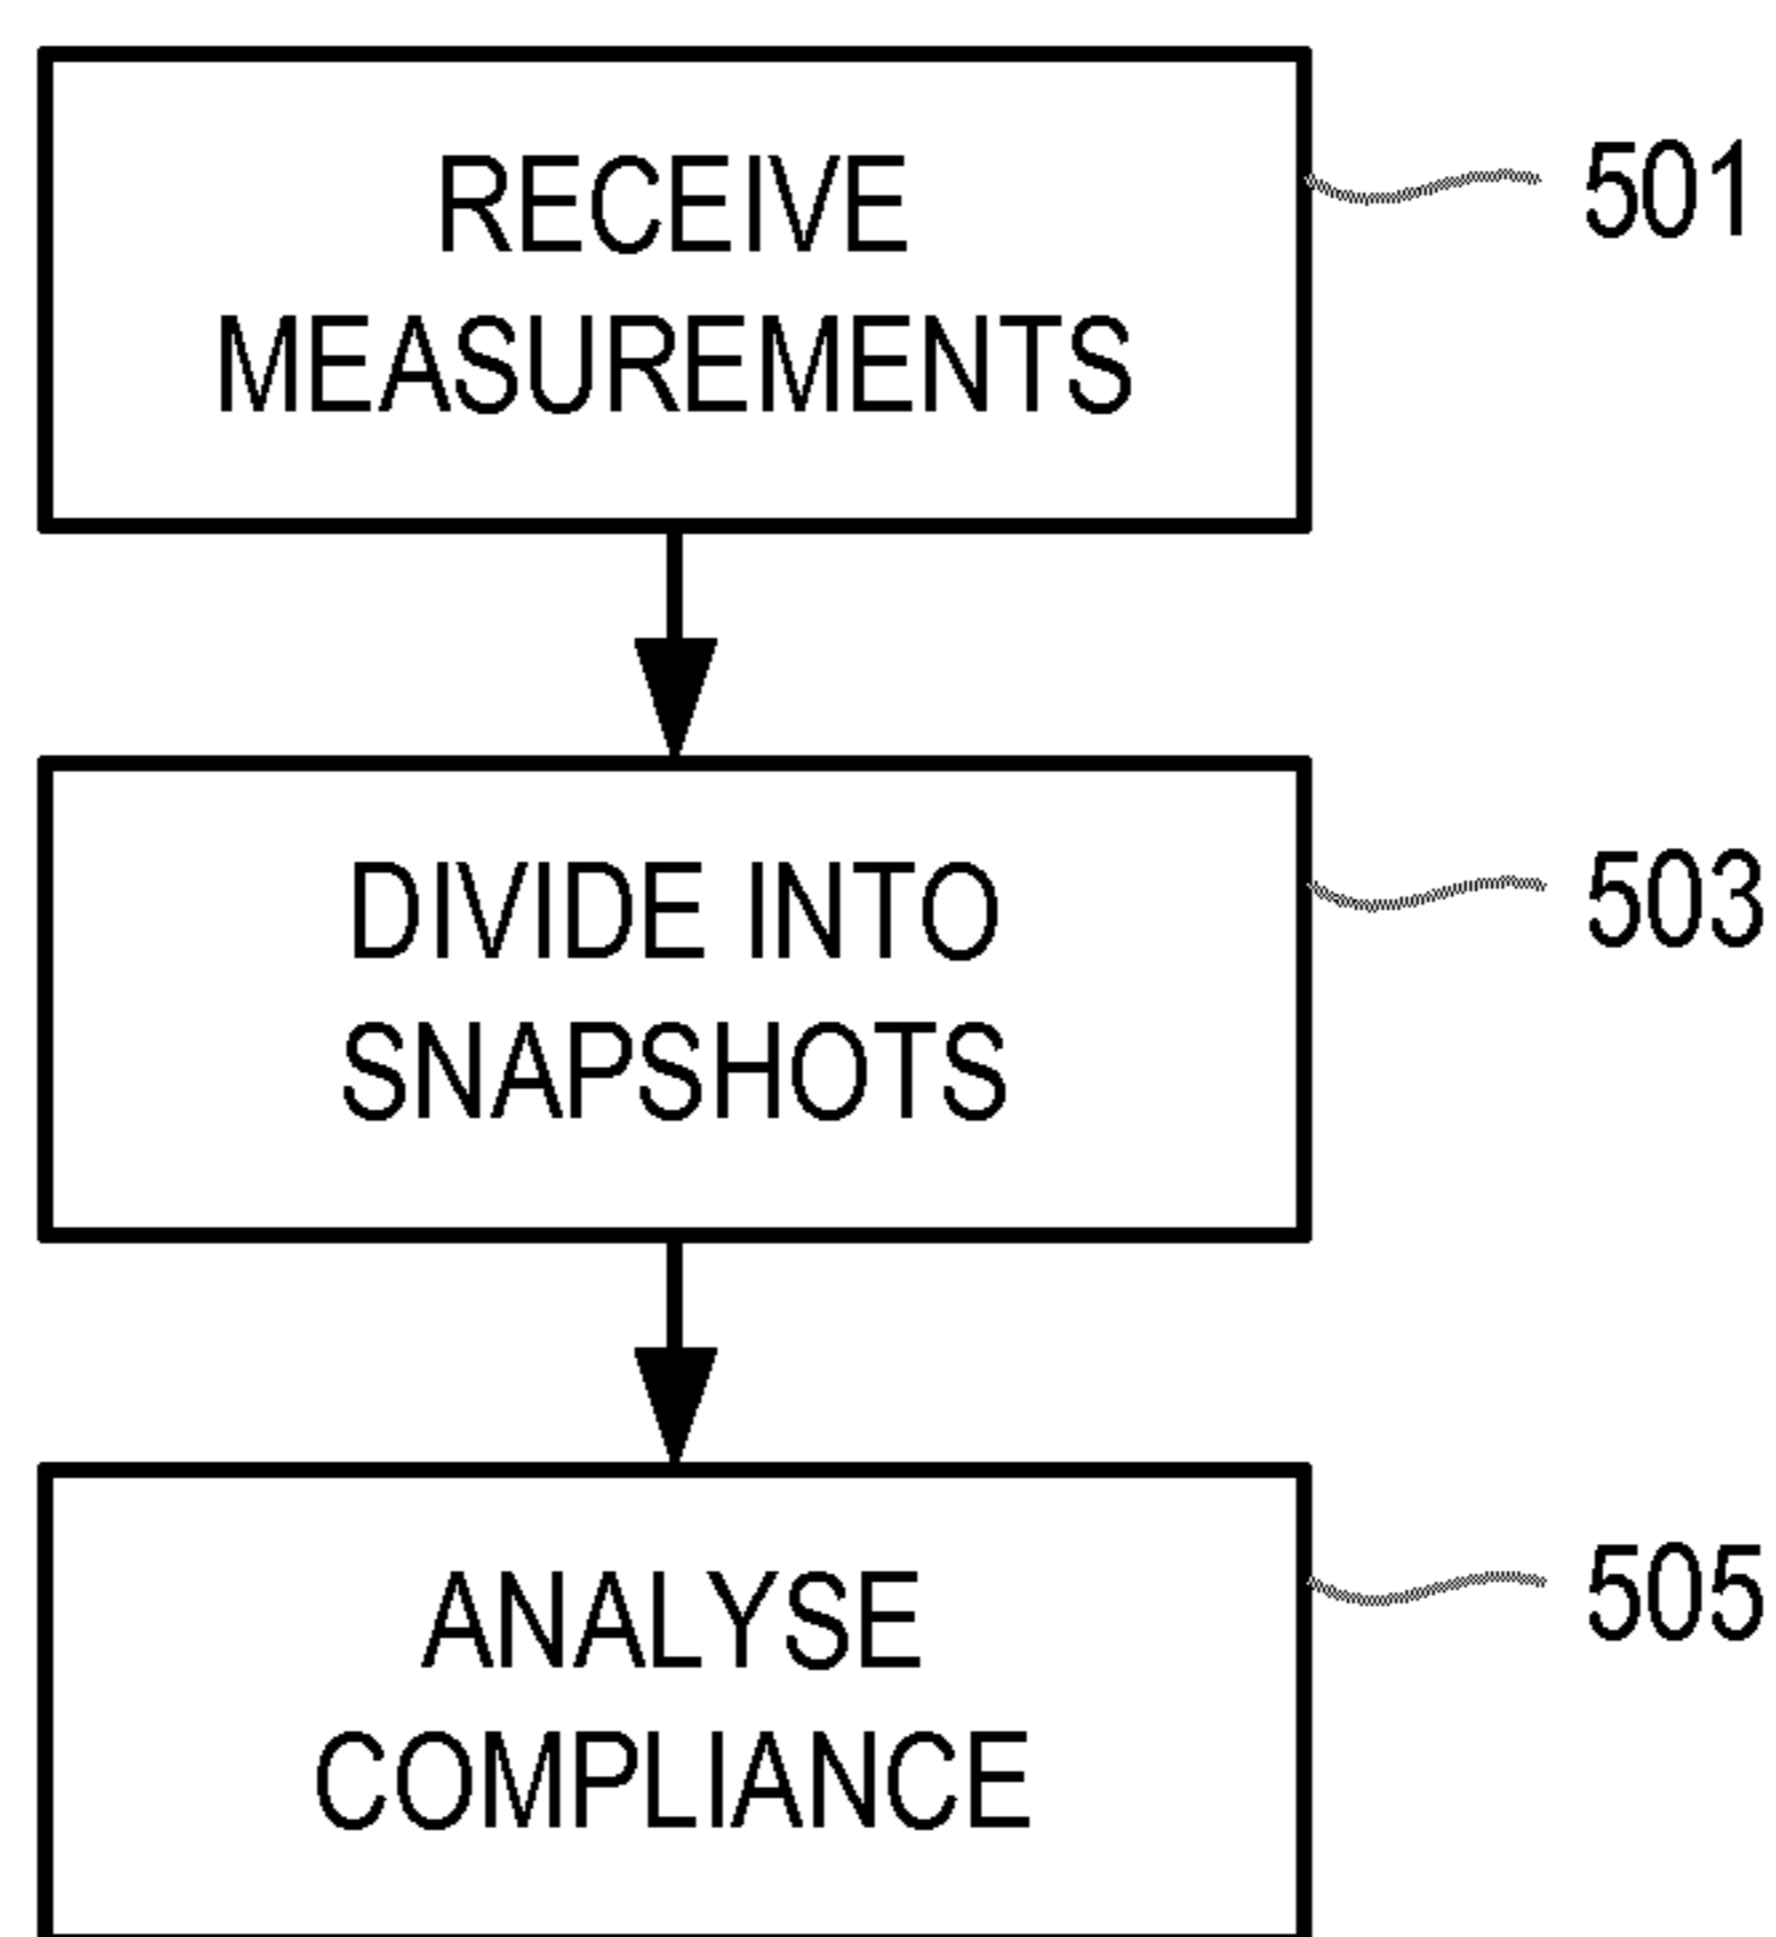 RECEIVE
MEASUREMENTS
501
DIVIDE INTO
SNAPSHOTS
503
ANALYSE
COMPLIANCE
505